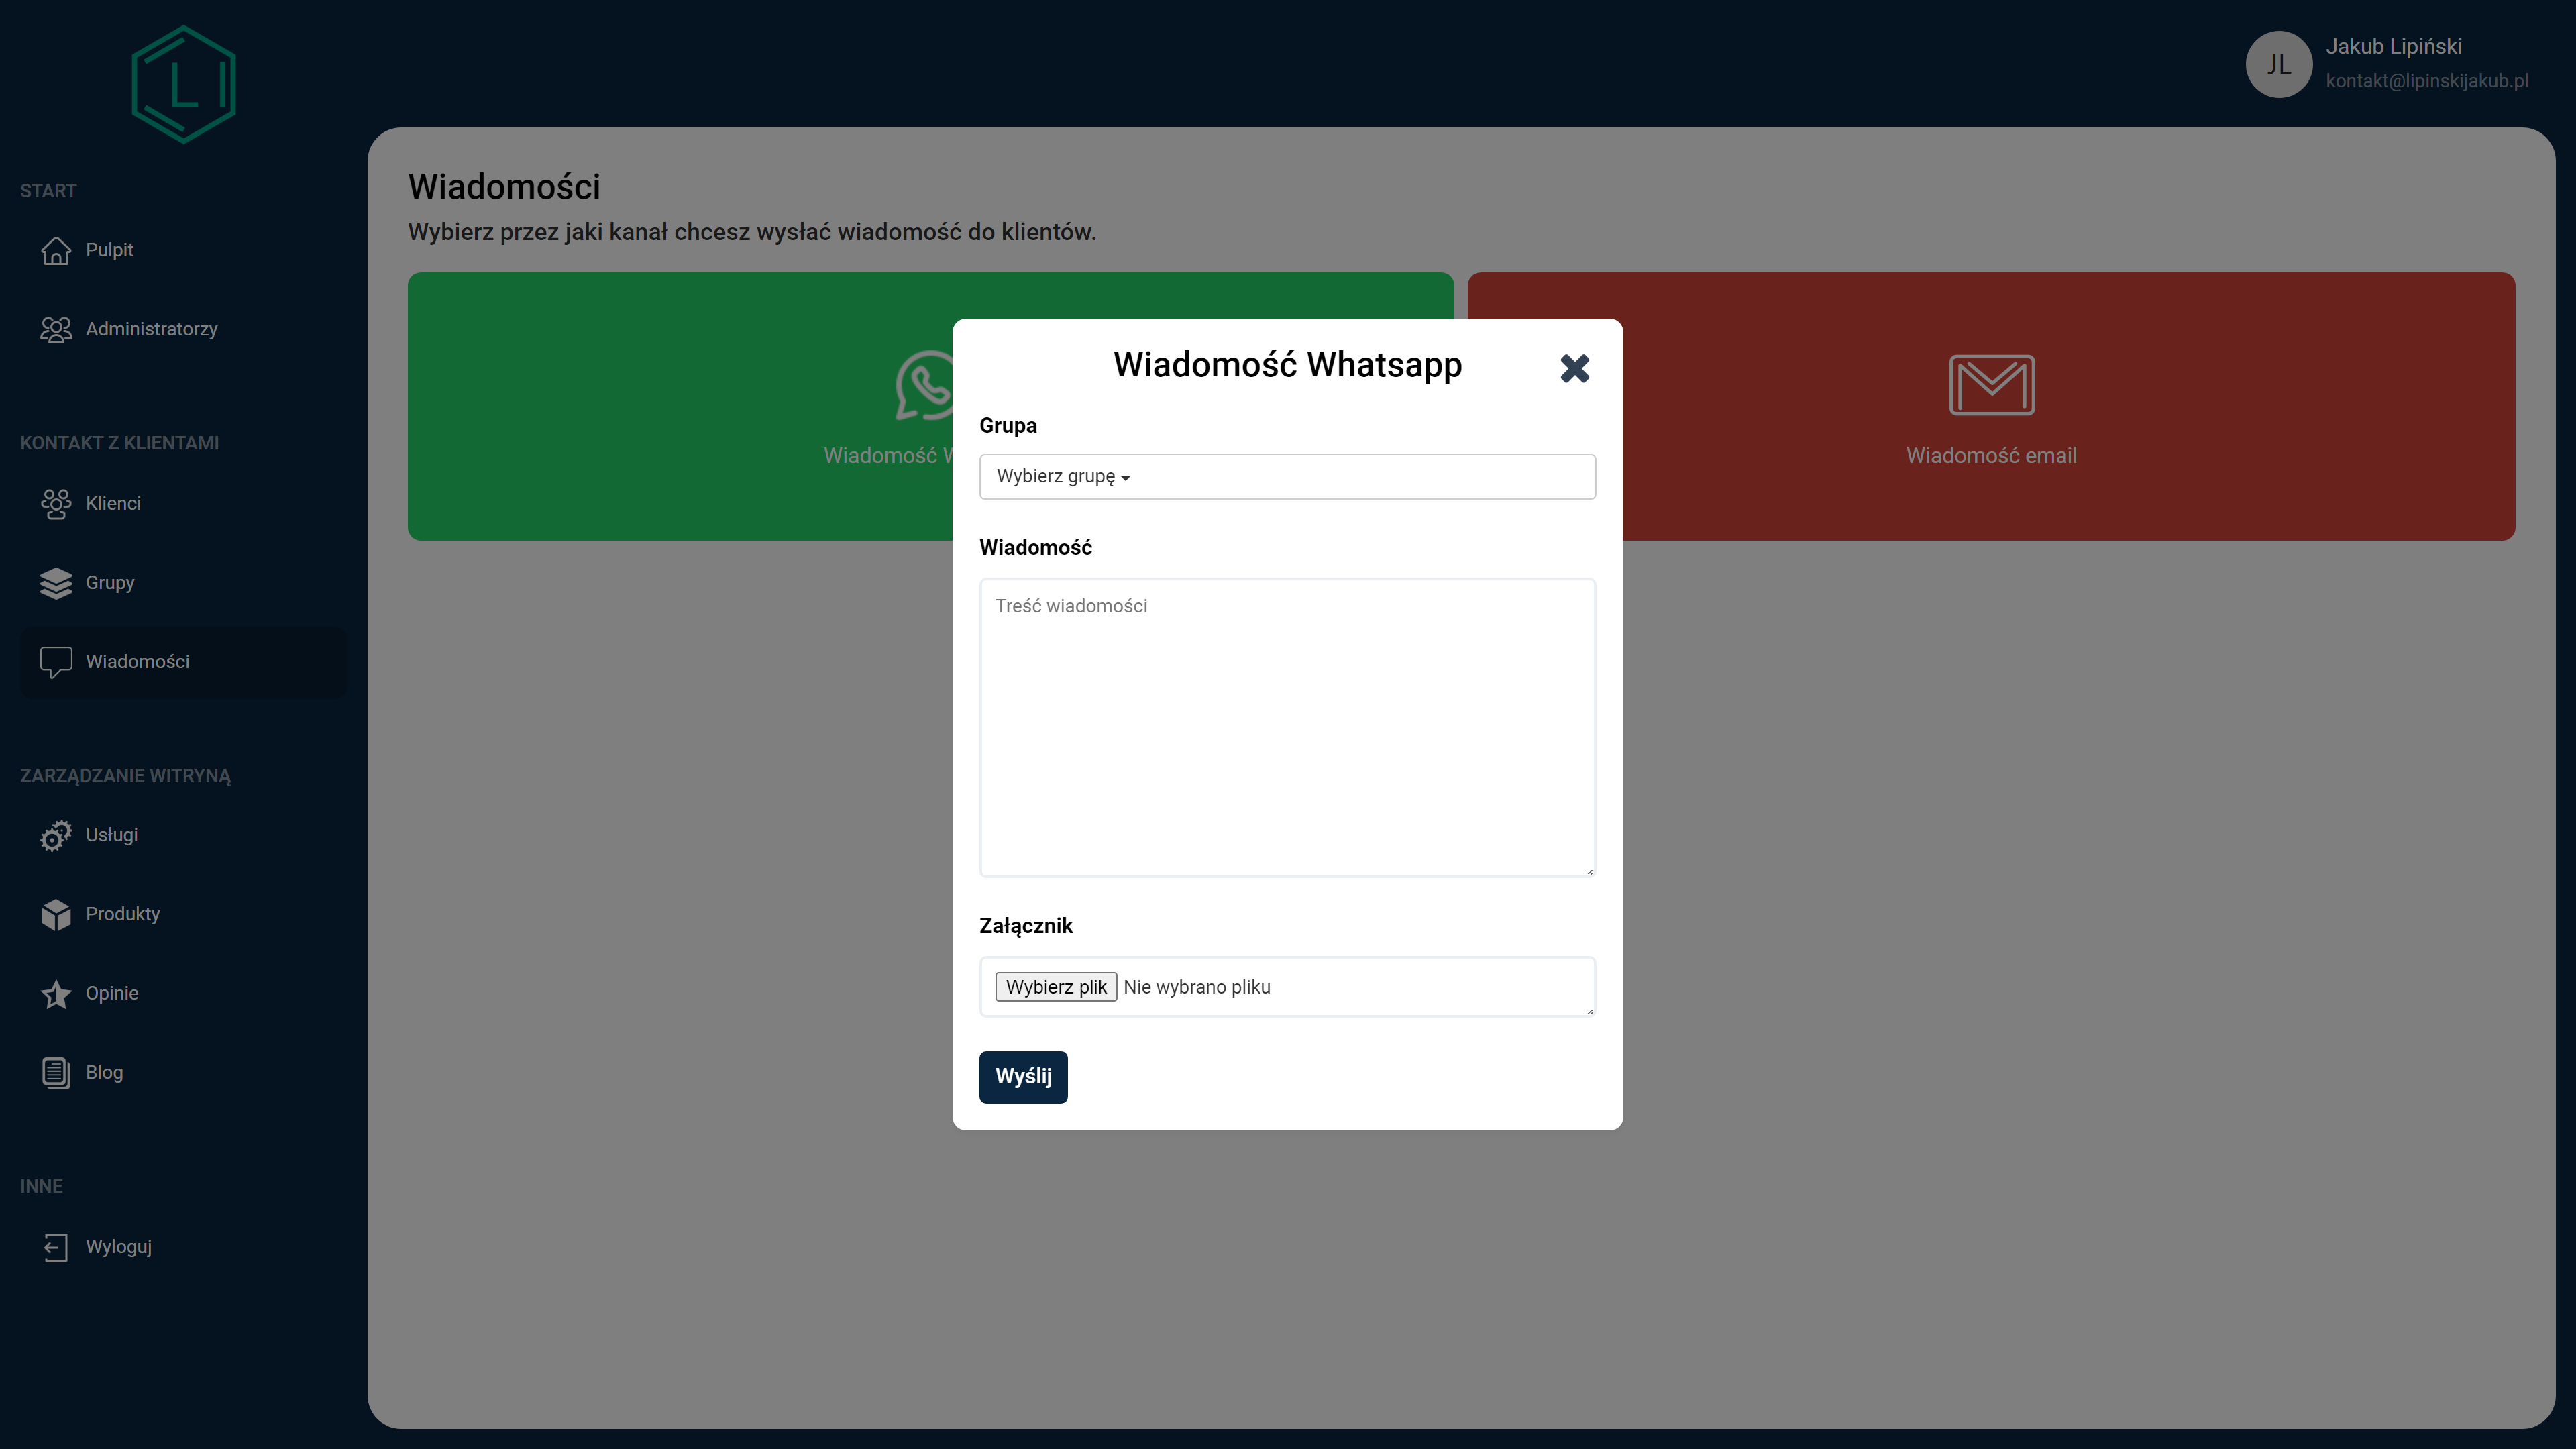 L
JL
Jakub Lipiński
kontakt@lipinskijakub.pl
START
Pulpit
Administratorzy
KONTAKT Z KLIENTAMI
Klienci
Grupy
Wiadomości
ZARZĄDZANIE WITRYNĄ
Usługi
Produkty
Opinie
Blog
INNE
Wyloguj
Wiadomości
Wybierz przez jaki kanał chcesz wysłać wiadomość do klientów.
Wiadomość
Wiadomość email
Wiadomość Whatsapp
Grupa
Wybierz grupę
Wiadomość
Treść wiadomości
Załącznik
Wybierz plik Nie wybrano pliku
Wyślij